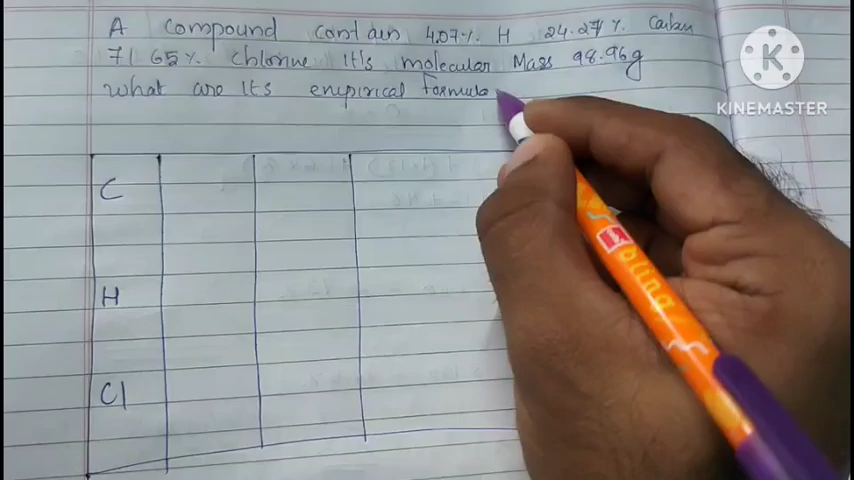 A compound contain 4.07% H 24.27% Carbon
71 65% chlorine it's molecular Mass 98.96g
what are its empirical formula
C
H
Cl
K
KINEMASTER
bling